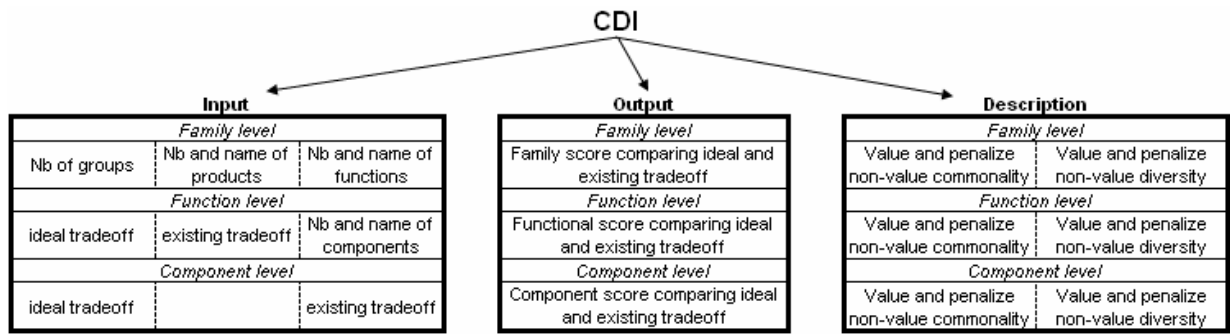 CDI
Input
Family level
Nb of groups
Nb and name of
products
Nb and name of
functions
Function level
ideal tradeoff
existing tradeoff
Nb and name of
components
Component level
ideal tradeoff
existing tradeoff
Output
Family level
Family score comparing ideal and
existing tradeoff
Function level
Functional score comparing ideal
and existing tradeoff
Component level
Component score comparing ideal
and existing tradeoff
Description
Family level
Value and penalize
non-value commonality
Value and penalize
non-value diversity
Function level
Value and penalize
non-value commonality
Value and penalize
non-value diversity
Component level
Value and penalize
non-value commonality
Value and penalize
non-value diversity